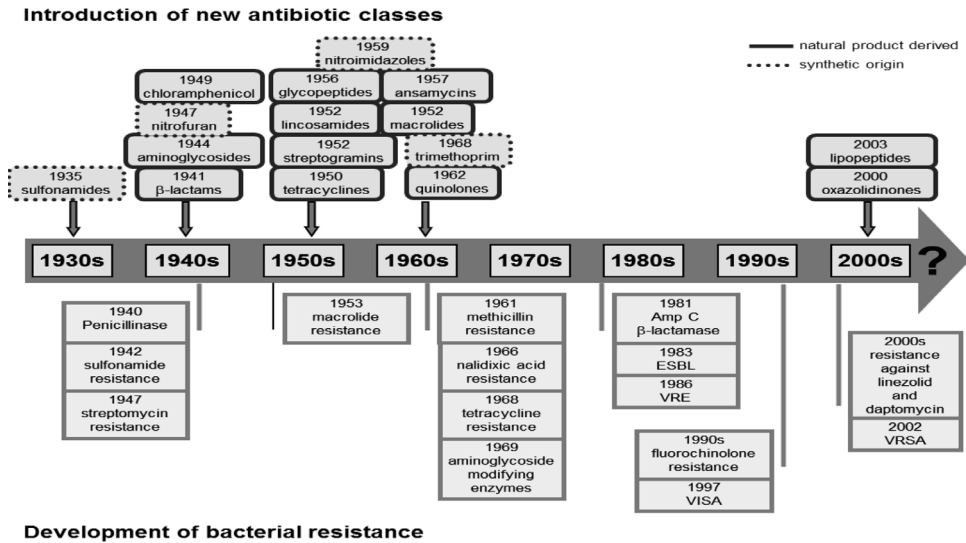 Introduction of new antibiotic classes
natural product derived
synthetic origin
1935
sulfonamides
1949
chloramphenicol
1947
nitrofuran
1944
aminoglycosides
1941
β-lactams
1959
nitroimidazoles
1956
glycopeptides
1957
ansamycins
1952
lincosamides
1952
macrolides
1952
streptogramins
1968
trimethoprim
1950
tetracyclines
1962
quinolones
2003
lipopeptides
2000
oxazolidinones
1930s
1940s
1950s
1960s
1970s
1980s
1990s
2000s
?
1940
Penicillinase
1942
sulfonamide
resistance
1947
streptomycin
resistance
1953
macrolide
resistance
1961
methicillin
resistance
1966
nalidixic acid
resistance
1968
tetracycline
resistance
1969
aminoglycoside
modifying
enzymes
1981
Amp C
β-lactamase
1983
ESBL
1986
VRE
1990s
fluorochinolone
resistance
1997
VISA
2000s
resistance
against
linezolid
and
daptomycin
2002
VRSA
Development of bacterial resistance